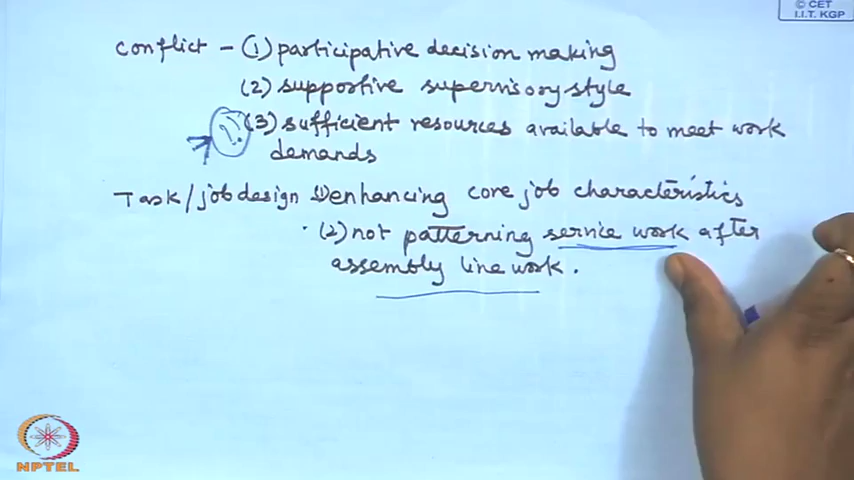 © CET
I.I.T. KGP
conflict - (1) participative decision making
(2) supportive supervisory style
?. (3) sufficient resources available to meet work
demands
Task/job design (1) enhancing core job characteristics
(2) not patterning service work after
assembly line work.
NPTEL